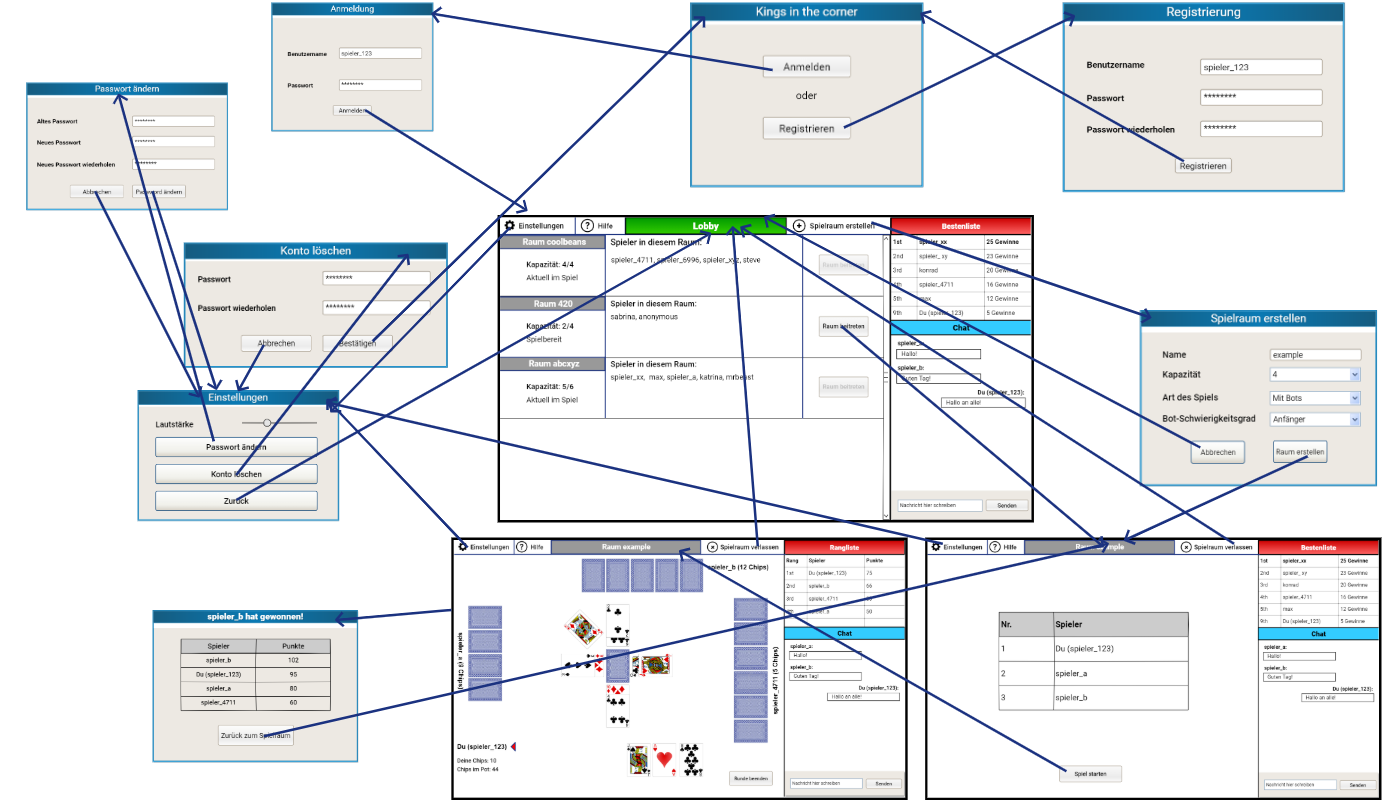 Anmeldung
Benutzername spieler_123
Passwort ********
Anmelden
Kings in the corner
Anmelden
oder
Registrieren
Registrierung
Benutzername spieler_123
Passwort ********
Passwort wiederholen ********
Registrieren
Passwort ändern
Altes Passwort ********
Neues Passwort ********
Neues Passwort wiederholen ********
Abbrechen Password ändern
Konto löschen
Passwort ********
Passwort wiederholen ********
Abbrechen Bestätigen
Einstellungen
Lautstärke
Passwort ändern
Konto löschen
Zurück
Einstellungen ? Hilfe Lobby + Spielraum erstellen Bestenliste
Raum coolbeans
Kapazität: 4/4
Aktuell im Spiel
Spieler in diesem Raum:
spieler_4711, spieler_6996, spieler_xyz, steve
Raum beitreten
Raum 420
Kapazität: 2/4
Spielbereit
Spieler in diesem Raum:
sabrina, anonymous
Raum beitreten
Raum abcxyz
Kapazität: 5/6
Aktuell im Spiel
Spieler in diesem Raum:
spieler_xx, max, spieler_a, katrina, mrbeast
Raum beitreten
1st spieler_xx 25 Gewinne
2nd spieler_xy 23 Gewinne
3rd konrad 20 Gewinne
4th spieler_4711 16 Gewinne
5th max 12 Gewinne
9th Du (spieler_123) 5 Gewinne
Chat
spieler_a:
Hallo!
spieler_b:
Guten Tag!
Du (spieler_123):
Hallo an alle!
Nachricht hier schreiben Senden
Spielraum erstellen
Name example
Kapazität 4
Art des Spiels Mit Bots
Bot-Schwierigkeitsgrad Anfänger
Abbrechen Raum erstellen
spieler_b hat gewonnen!
Spieler Punkte
spieler_b 102
Du (spieler_123) 95
spieler_a 80
spieler_4711 60
Zurück zum Spielraum
Einstellungen ? Hilfe Raum example × Spielraum verlassen Rangliste
spieler_b (12 Chips)
spieler_a (9 Chips)
spieler_4711 (5 Chips)
Du (spieler_123)
Deine Chips: 10
Chips im Pot: 44
Runde beenden
Rang Spieler Punkte
1st Du (spieler_123) 75
2nd spieler_b 66
3rd spieler_4711
spieler_a 50
Chat
spieler_a:
Hallo!
spieler_b:
Guten Tag!
Du (spieler_123):
Hallo an alle!
Nachricht hier schreiben Senden
Einstellungen ? Hilfe Raum example × Spielraum verlassen Bestenliste
Nr. Spieler
1 Du (spieler_123)
2 spieler_a
3 spieler_b
Spiel starten
1st spieler_xx 25 Gewinne
2nd spieler_xy 23 Gewinne
3rd konrad 20 Gewinne
4th spieler_4711 16 Gewinne
5th max 12 Gewinne
9th Du (spieler_123) 5 Gewinne
Chat
spieler_a:
Hallo!
spieler_b:
Guten Tag!
Du (spieler_123):
Hallo an alle!
Nachricht hier schreiben Senden